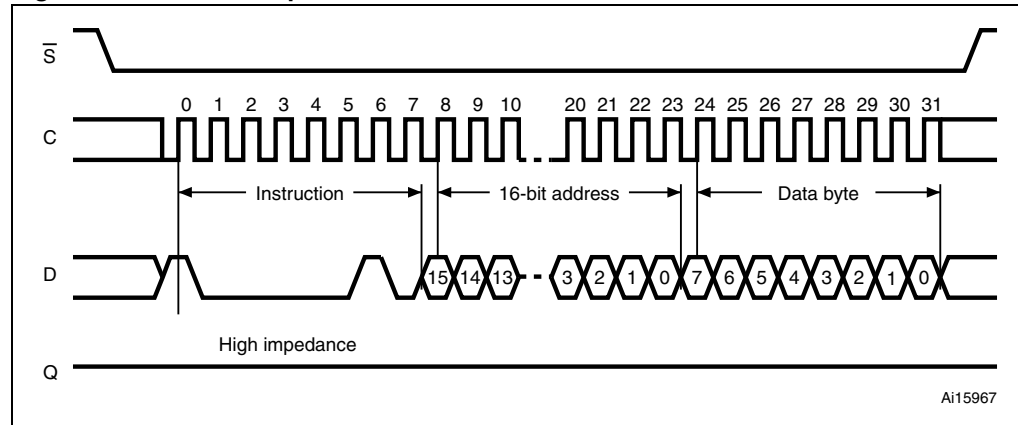 S
0 1 2 3 4 5 6 7 8 9 10 20 21 22 23 24 25 26 27 28 29 30 31
C
Instruction 16-bit address Data byte
D
15 14 13 3 2 1 0 7 6 5 4 3 2 1 0
High impedance
Q
Ai15967